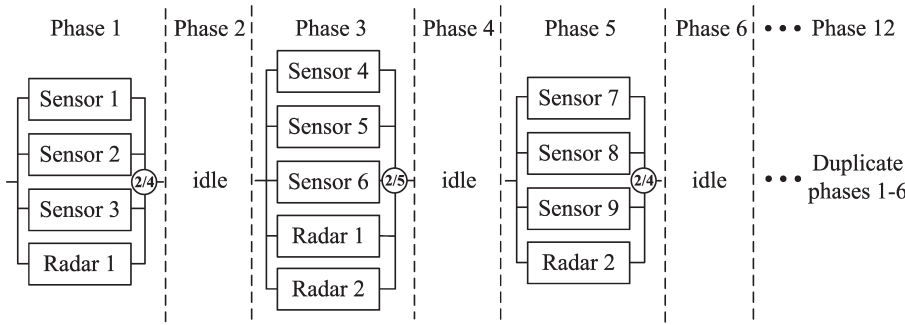 Phase 1 Phase 2 Phase 3 Phase 4 Phase 5 Phase 6 ••• Phase 12
Sensor 1
Sensor 2
Sensor 3
Radar 1
2/4
idle
Sensor 4
Sensor 5
Sensor 6
Radar 1
Radar 2
2/5
idle
Sensor 7
Sensor 8
Sensor 9
Radar 2
2/4
idle
••• Duplicate
phases 1-6